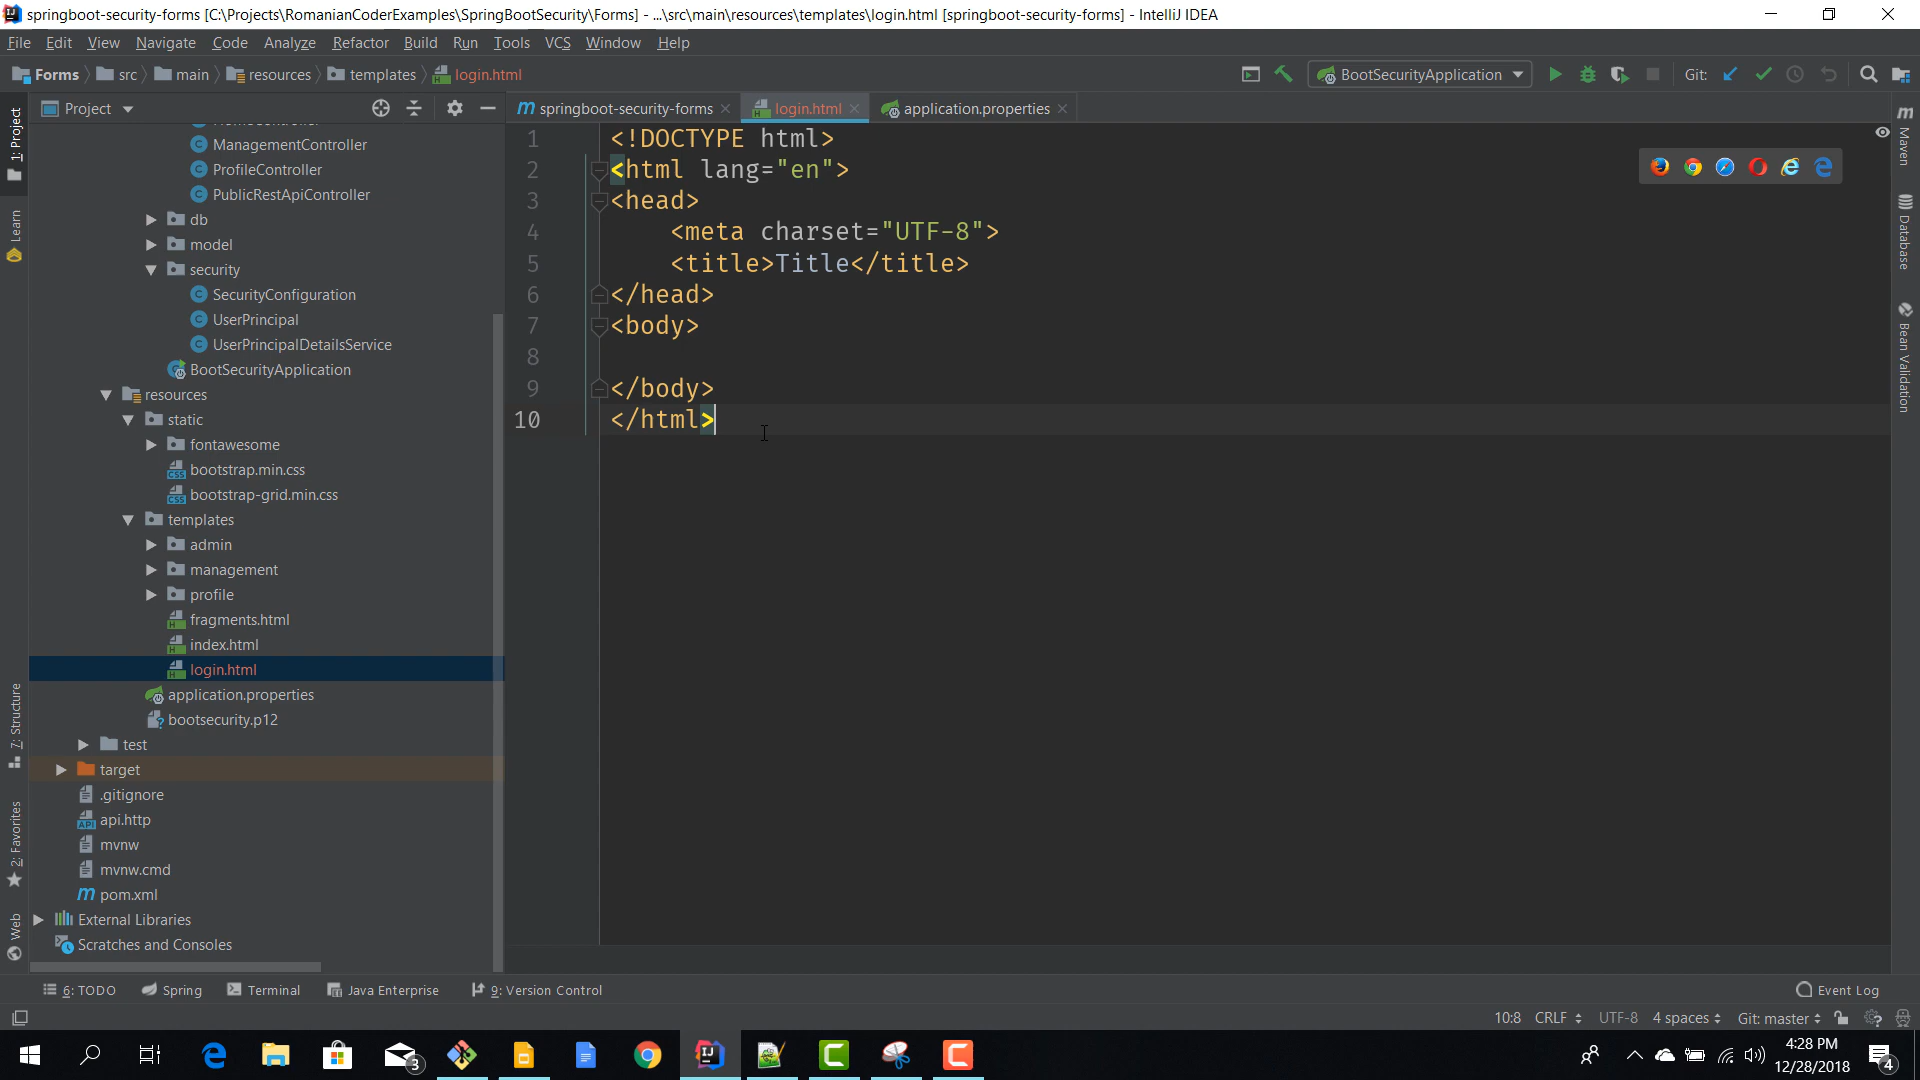 springboot-security-forms [C:\Projects\RomanianCoderExamples\SpringBootSecurity\Forms] - ...\src\main\resources\templates\login.html [springboot-security-forms] - IntelliJ IDEA
File Edit View Navigate Code Analyze Refactor Build Run Tools VCS Window Help
Forms src main resources templates login.html
BootSecurityApplication
Git:
Project
springboot-security-forms
login.html
application.properties
1: Project
Learn
7: Structure
2: Favorites
Web
HomeController
ManagementController
ProfileController
PublicRestApiController
db
model
security
SecurityConfiguration
UserPrincipal
UserPrincipalDetailsService
BootSecurityApplication
resources
static
fontawesome
bootstrap.min.css
bootstrap-grid.min.css
templates
admin
management
profile
fragments.html
index.html
login.html
application.properties
bootsecurity.p12
test
target
.gitignore
api.http
mvnw
mvnw.cmd
pom.xml
External Libraries
Scratches and Consoles
1 <!DOCTYPE html>
2 <html lang="en">
3 <head>
4 <meta charset="UTF-8">
5 <title>Title</title>
6 </head>
7 <body>
8
9 </body>
10 </html>
Maven
Database
Bean Validation
6: TODO Spring Terminal Java Enterprise 9: Version Control Event Log
10:8 CRLF UTF-8 4 spaces Git: master
3
4:28 PM
12/28/2018
4